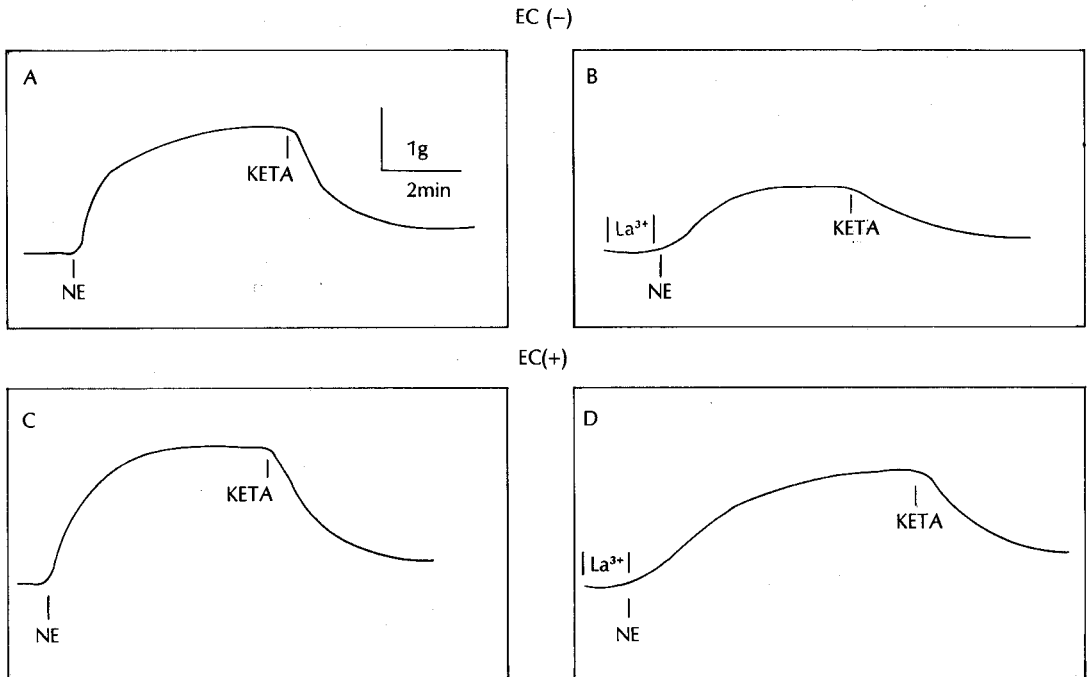 EC (–)
A
1g
KETA
2min
NE
B
|La³⁺|
KETA
NE
EC(+)
C
KETA
NE
D
KETA
|La³⁺|
NE